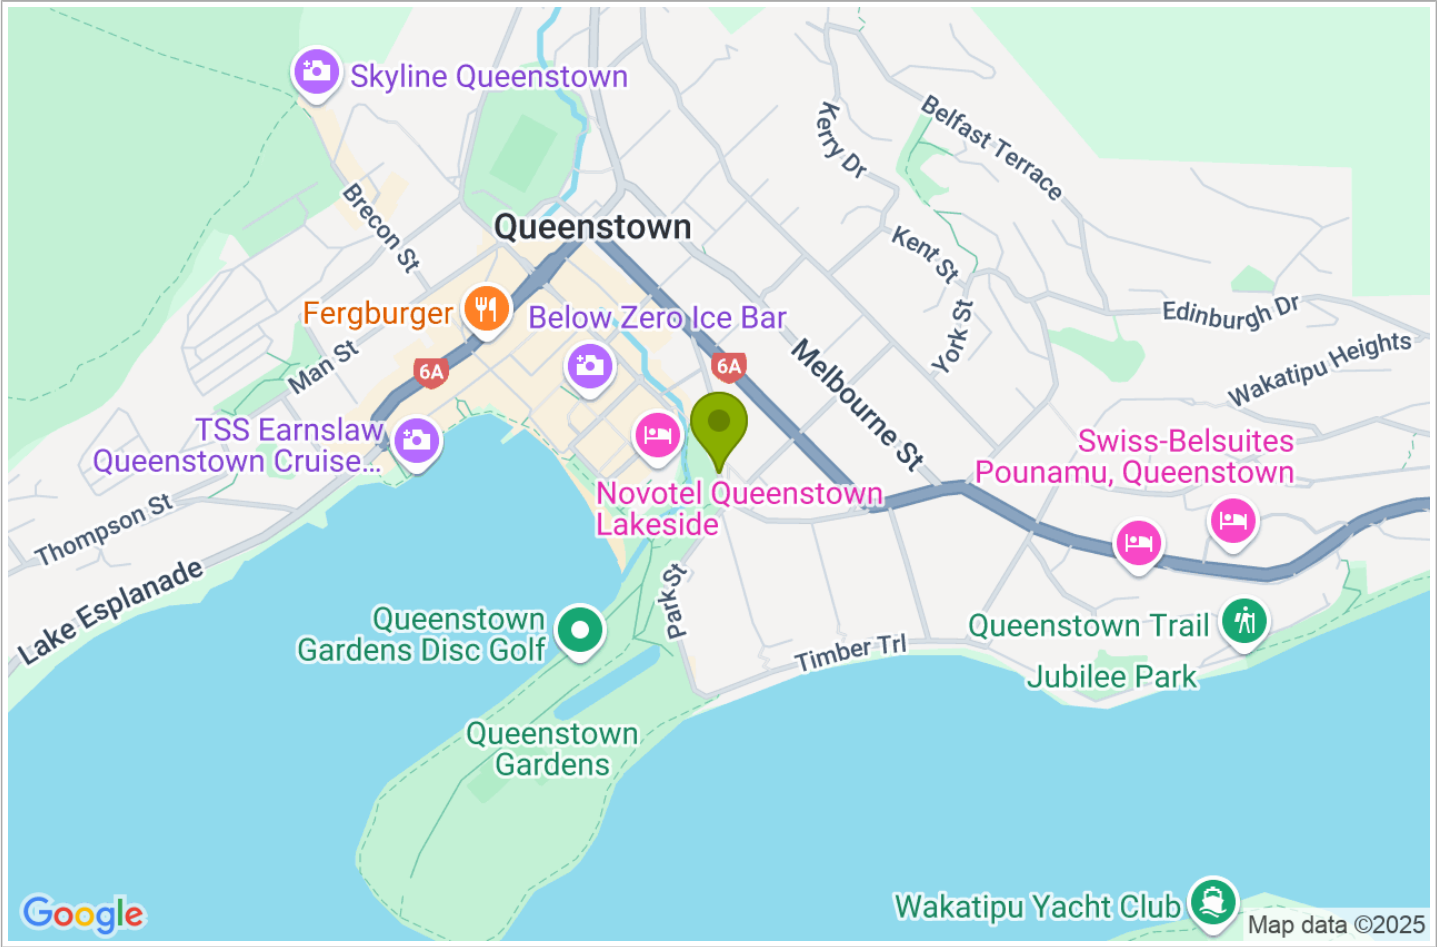 Skyline Queenstown
Belfast Terrace
Kerry Dr
Brecon St
Queenstown
Kent St
Fergburger
Below Zero Ice Bar
Edinburgh Dr
York St
Man St
6A
6A
Melbourne St
Wakatipu Heights
TSS Earnslaw
Queenstown Cruise...
Swiss-Belsuites
Pounamu, Queenstown
Novotel Queenstown
Lakeside
Thompson St
Lake Esplanade
Park St
Queenstown
Gardens Disc Golf
Timber Trl
Queenstown Trail
Jubilee Park
Queenstown
Gardens
Wakatipu Yacht Club
Google
Map data ©2025